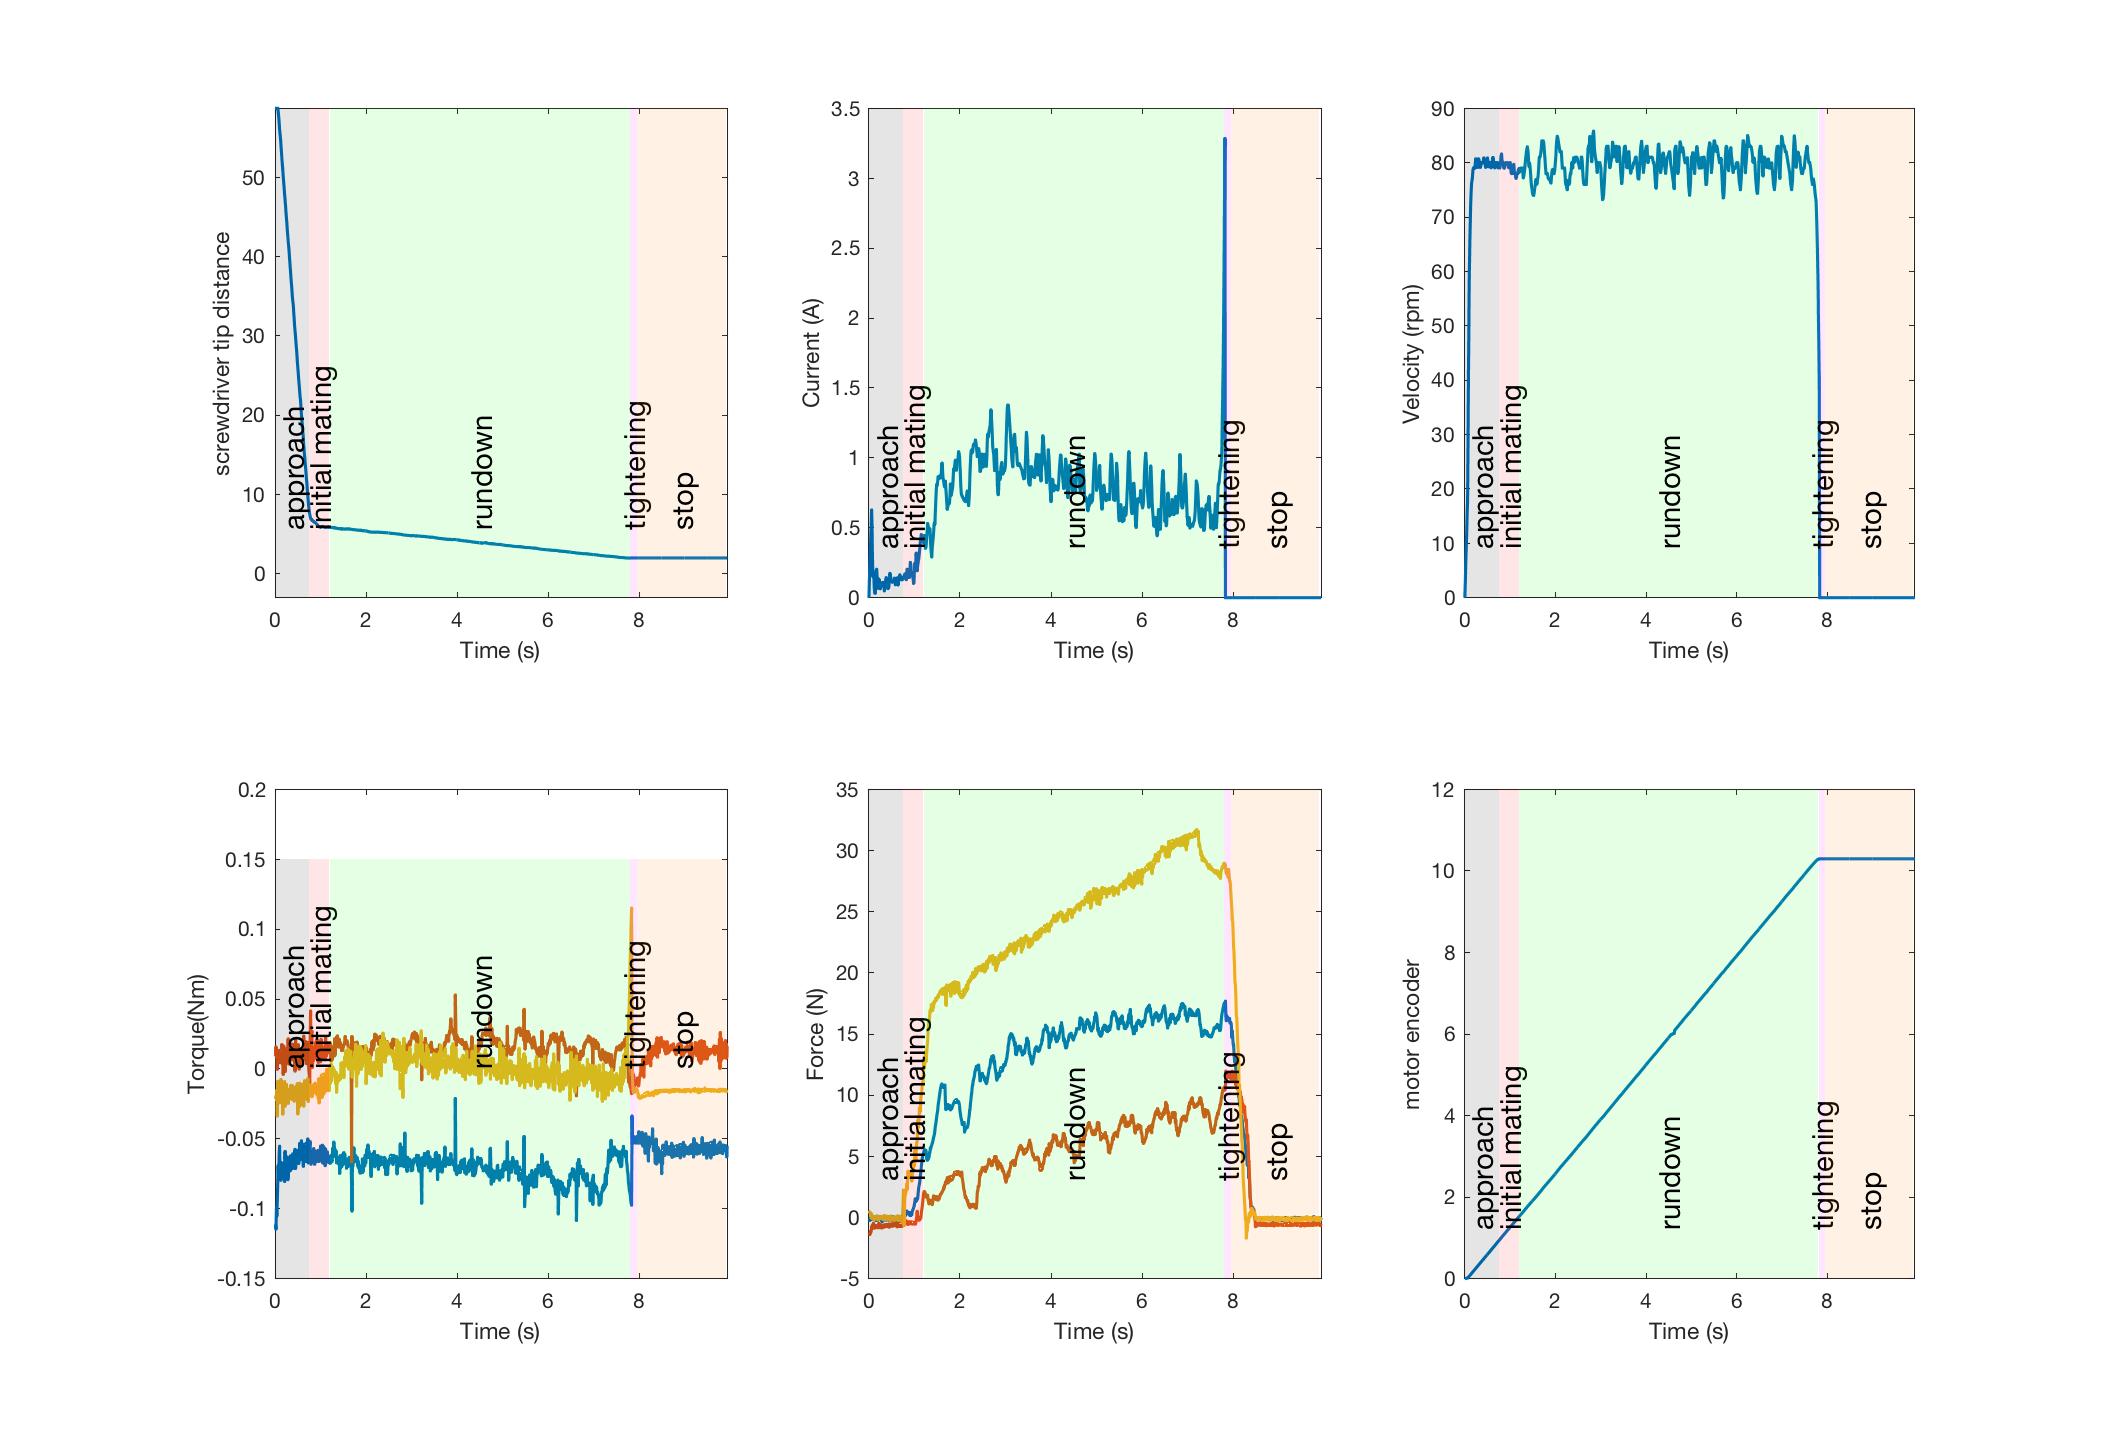 screwdriver tip distance
50
40
30
20
10
0
approach
initial mating
rundown
tightening
stop
0 2 4 6 8
Time (s)
Current (A)
3.5
3
2.5
2
1.5
1
0.5
0
approach
initial mating
rundown
tightening
stop
0 2 4 6 8
Time (s)
Velocity (rpm)
90
80
70
60
50
40
30
20
10
0
approach
initial mating
rundown
tightening
stop
0 2 4 6 8
Time (s)
Torque(Nm)
0.2
0.15
0.1
0.05
0
-0.05
-0.1
-0.15
approach
initial mating
rundown
tightening
stop
0 2 4 6 8
Time (s)
Force (N)
35
30
25
20
15
10
5
0
-5
approach
initial mating
rundown
tightening
stop
0 2 4 6 8
Time (s)
motor encoder
12
10
8
6
4
2
0
approach
initial mating
rundown
tightening
stop
0 2 4 6 8
Time (s)